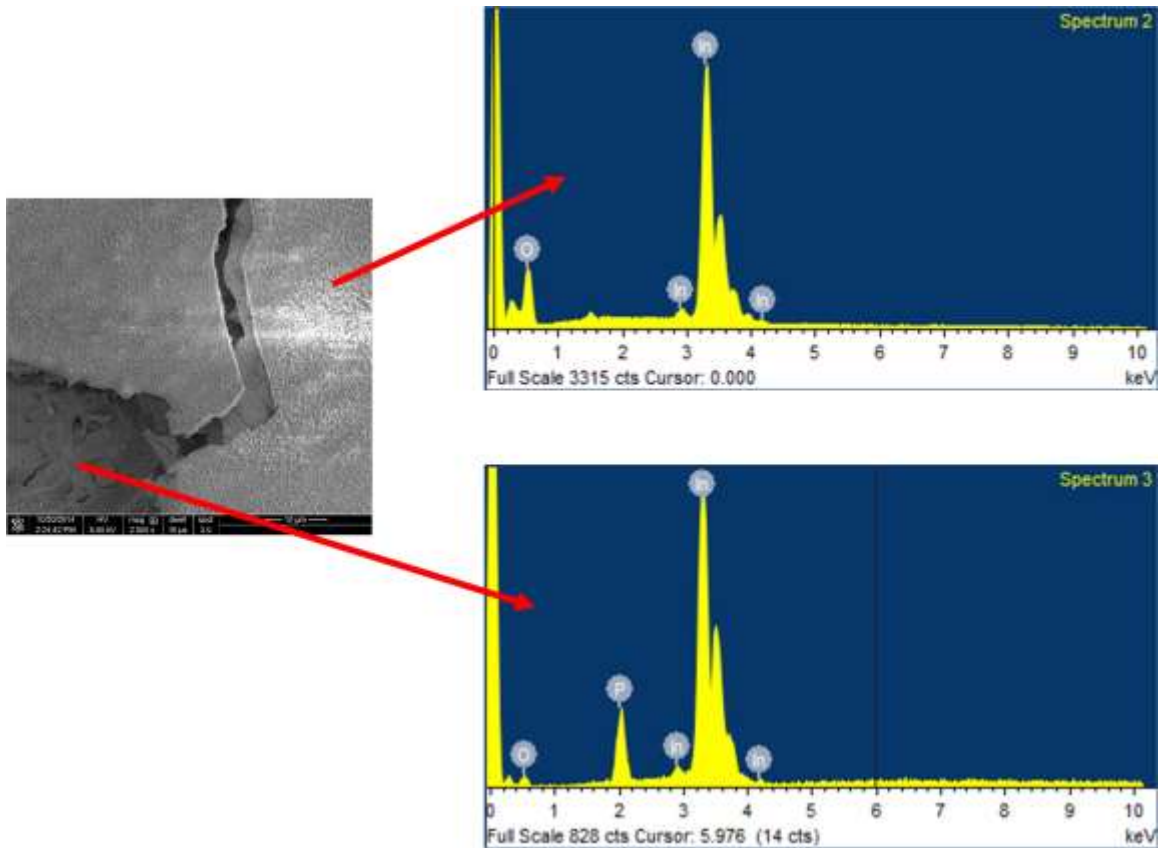 Spectrum 2
In
O
In
In
0 1 2 3 4 5 6 7 8 9 10
Full Scale 3315 cts Cursor: 0.000 keV
Spectrum 3
In
P
O
In
In
0 1 2 3 4 5 6 7 8 9 10
Full Scale 828 cts Cursor: 5.976 (14 cts) keV